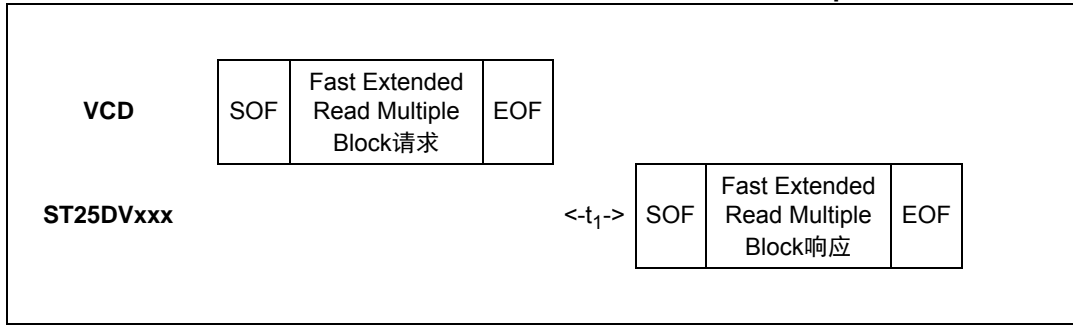 Fast Extended
VCD SOF Read Multiple EOF
Block请求
Fast Extended
ST25DVxxx <-t1-> SOF Read Multiple EOF
Block响应